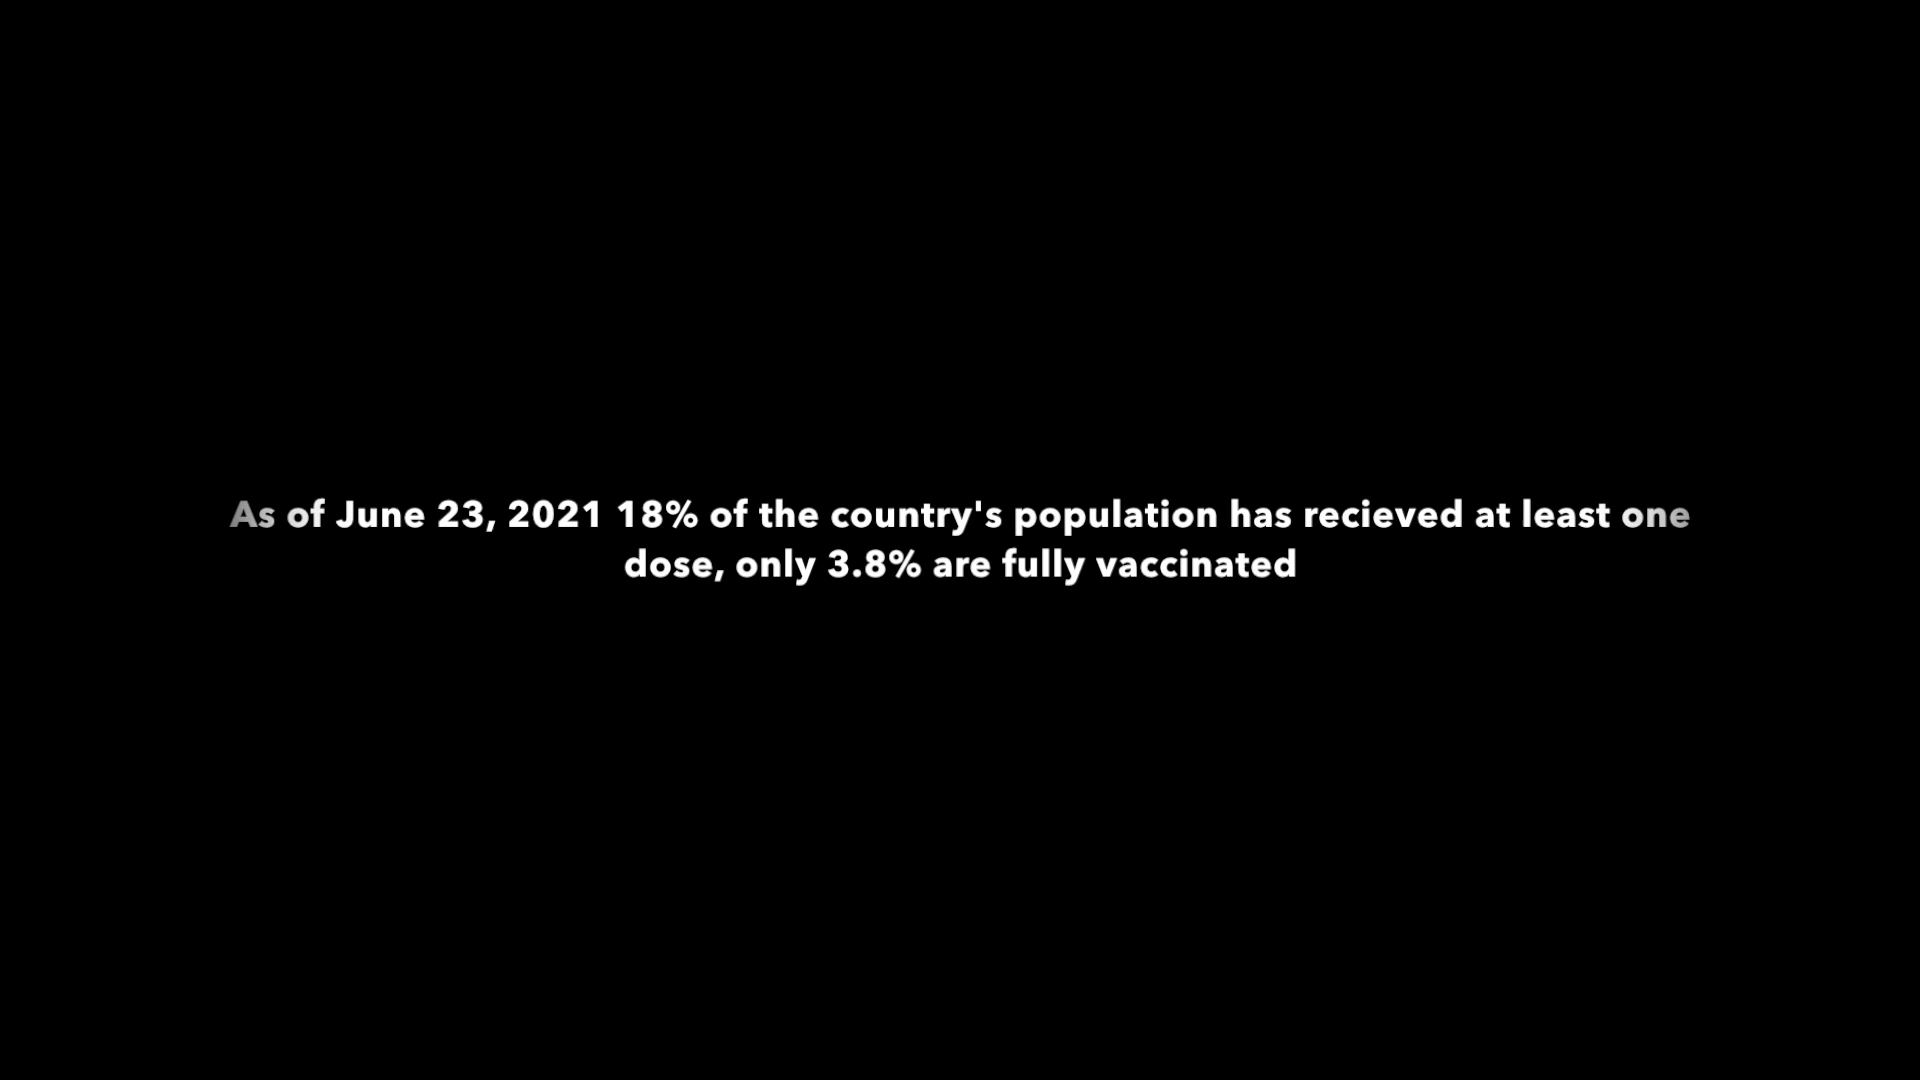 As of June 23, 2021 18% of the country's population has recieved at least one
dose, only 3.8% are fully vaccinated